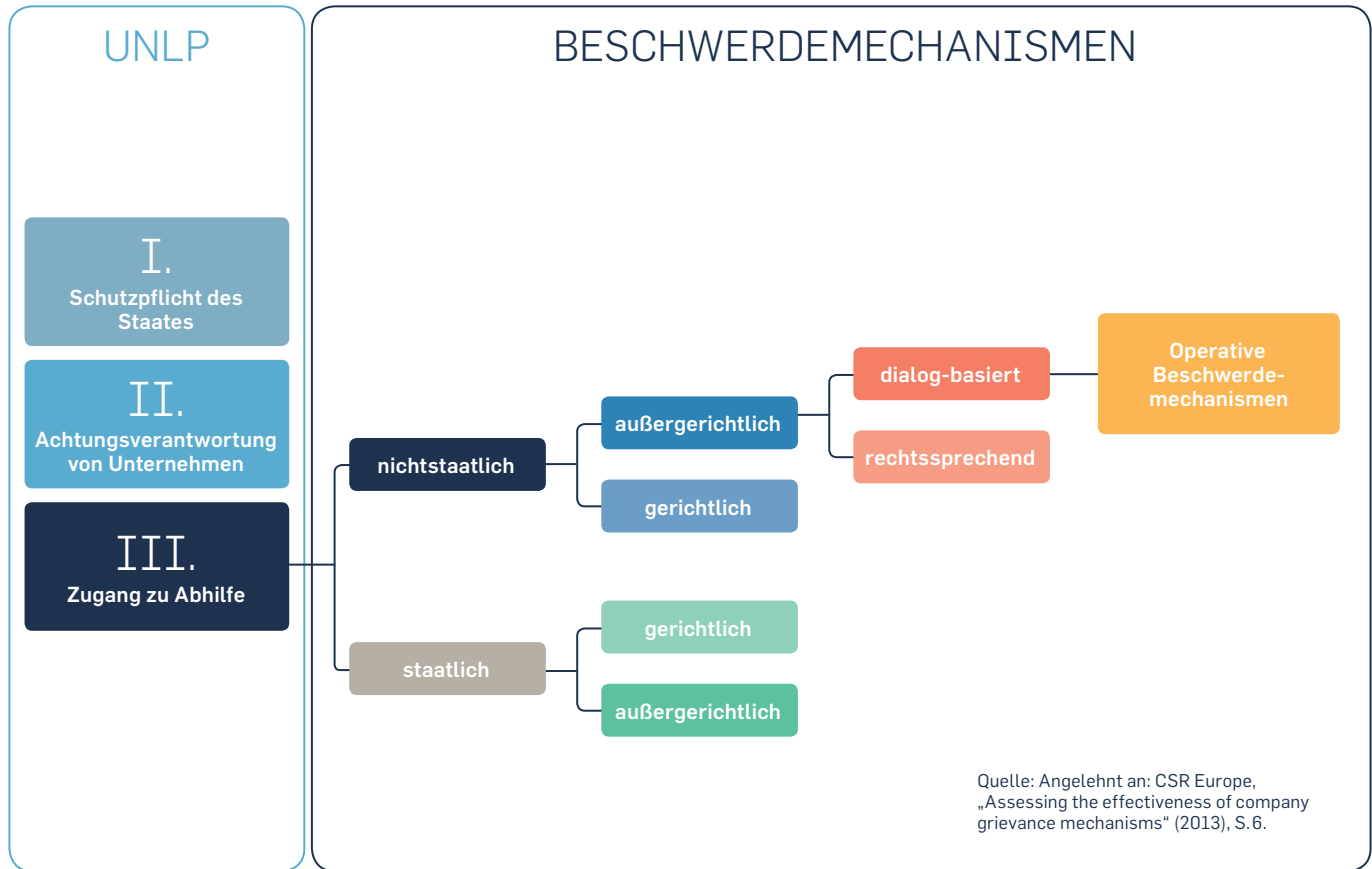 UNLP
BESCHWERDEMECHANISMEN
I.
Schutzpflicht des
Staates
II.
Achtungsverantwortung
von Unternehmen
III.
Zugang zu Abhilfe
nichtstaatlich
staatlich
außergerichtlich
gerichtlich
gerichtlich
außergerichtlich
dialog-basiert
rechtssprechend
Operative
Beschwerde-
mechanismen
Quelle: Angelehnt an: CSR Europe,
„Assessing the effectiveness of company
grievance mechanisms“ (2013), S.6.